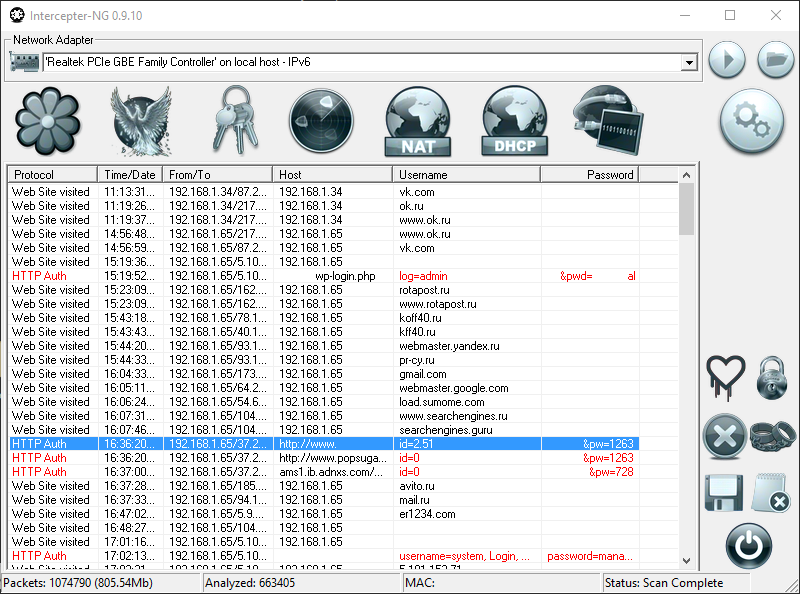 Intercepter-NG 0.9.10
Network Adapter
'Realtek PCIe GBE Family Controller' on local host - IPv6
NAT DHCP
Protocol Time/Date From/To Host Username Password
Web Site visited 11:13:31... 192.168.1.34/87.2... 192.168.1.34 vk.com
Web Site visited 11:19:26... 192.168.1.34/217.... 192.168.1.34 ok.ru
Web Site visited 11:19:37... 192.168.1.34/217.... 192.168.1.34 www.ok.ru
Web Site visited 14:56:48... 192.168.1.65/217.... 192.168.1.65 www.ok.ru
Web Site visited 14:56:59... 192.168.1.65/87.2... 192.168.1.65 vk.com
Web Site visited 15:19:36... 192.168.1.65/5.10... 192.168.1.65
HTTP Auth 15:19:52... 192.168.1.65/5.10... wp-login.php log=admin &pwd= al
Web Site visited 15:23:09... 192.168.1.65/162.... 192.168.1.65 rotapost.ru
Web Site visited 15:23:09... 192.168.1.65/162.... 192.168.1.65 www.rotapost.ru
Web Site visited 15:43:18... 192.168.1.65/78.1... 192.168.1.65 koff40.ru
Web Site visited 15:43:43... 192.168.1.65/40.1... 192.168.1.65 kff40.ru
Web Site visited 15:44:20... 192.168.1.65/93.1... 192.168.1.65 webmaster.yandex.ru
Web Site visited 15:44:33... 192.168.1.65/93.1... 192.168.1.65 pr-cy.ru
Web Site visited 16:04:33... 192.168.1.65/173.... 192.168.1.65 gmail.com
Web Site visited 16:05:11... 192.168.1.65/64.2... 192.168.1.65 webmaster.google.com
Web Site visited 16:06:24... 192.168.1.65/54.6... 192.168.1.65 load.sumome.com
Web Site visited 16:07:31... 192.168.1.65/104.... 192.168.1.65 www.searchengines.ru
Web Site visited 16:07:46... 192.168.1.65/104.... 192.168.1.65 searchengines.guru
HTTP Auth 16:36:20... 192.168.1.65/37.2... http://www. id=2.51 &pw=1263
HTTP Auth 16:36:20... 192.168.1.65/37.2... http://www.popsuga... id=0 &pw=1263
HTTP Auth 16:37:00... 192.168.1.65/37.2... ams1.ib.adnxs.com/... id=0 &pw=728
Web Site visited 16:37:28... 192.168.1.65/185.... 192.168.1.65 avito.ru
Web Site visited 16:37:33... 192.168.1.65/94.1... 192.168.1.65 mail.ru
Web Site visited 16:47:02... 192.168.1.65/5.9.... 192.168.1.65 er1234.com
Web Site visited 16:48:27... 192.168.1.65/104.... 192.168.1.65
Web Site visited 17:01:16... 192.168.1.65/5.10... 192.168.1.65
HTTP Auth 17:02:13... 192.168.1.65/5.10... username=system, Login, ... password=mana...
Packets: 1074790 (805.54Mb) Analyzed: 663405 MAC: Status: Scan Complete